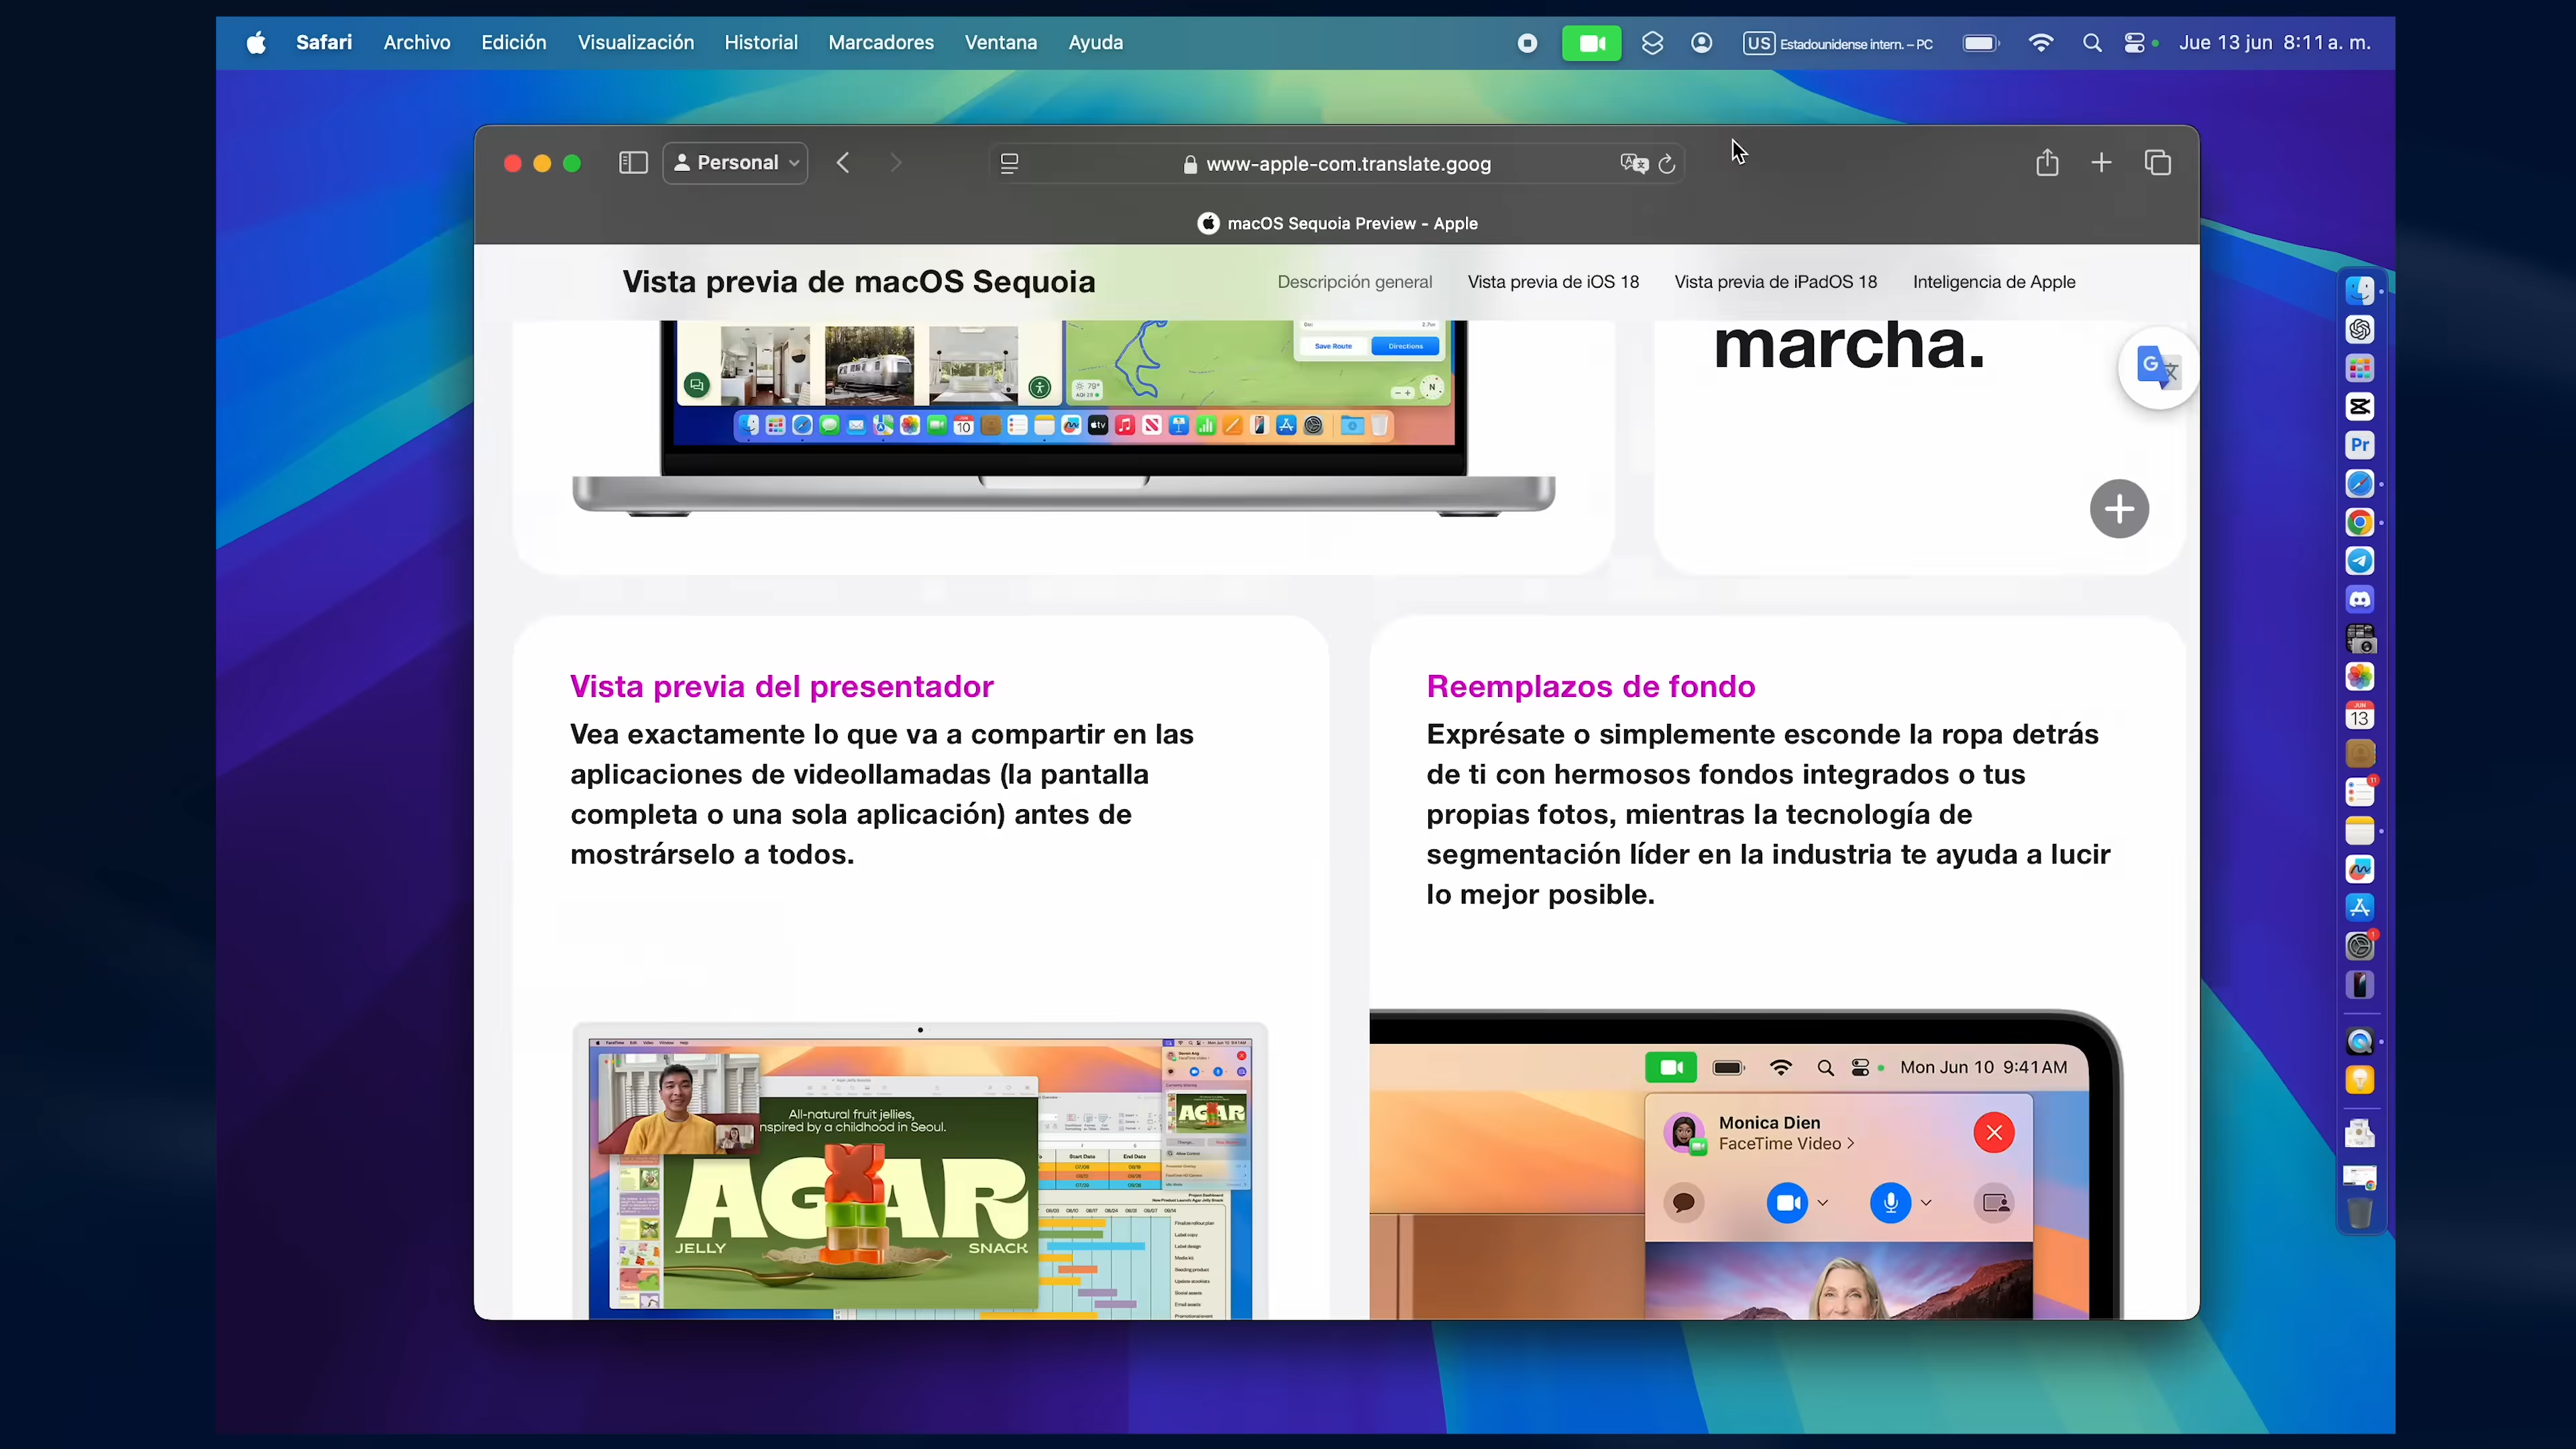 Safari Archivo Edición Visualización Historial Marcadores Ventana Ayuda
US Estadounidense intern. – PC
Jue 13 jun 8:11 a. m.
Personal
www-apple-com.translate.goog
macOS Sequoia Preview - Apple
Vista previa de macOS Sequoia
Descripción general
Vista previa de iOS 18
Vista previa de iPadOS 18
Inteligencia de Apple
Save Route
Directions
79°
N
marcha.
Vista previa del presentador
Vea exactamente lo que va a compartir en las
aplicaciones de videollamadas (la pantalla
completa o una sola aplicación) antes de
mostrárselo a todos.
Reemplazos de fondo
Exprésate o simplemente esconde la ropa detrás
de ti con hermosos fondos integrados o tus
propias fotos, mientras la tecnología de
segmentación líder en la industria te ayuda a lucir
lo mejor posible.
All-natural fruit jellies,
nspired by a childhood in Seoul.
AGAR
JELLY
SNACK
Start Date
End Date
Mon Jun 10 9:41 AM
Monica Dien
FaceTime Video
Pr
JUN
13
11
1